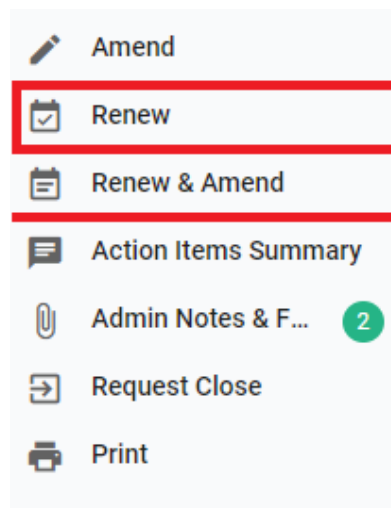 Amend
Renew
Renew & Amend
Action Items Summary
Admin Notes & F... 2
Request Close
Print